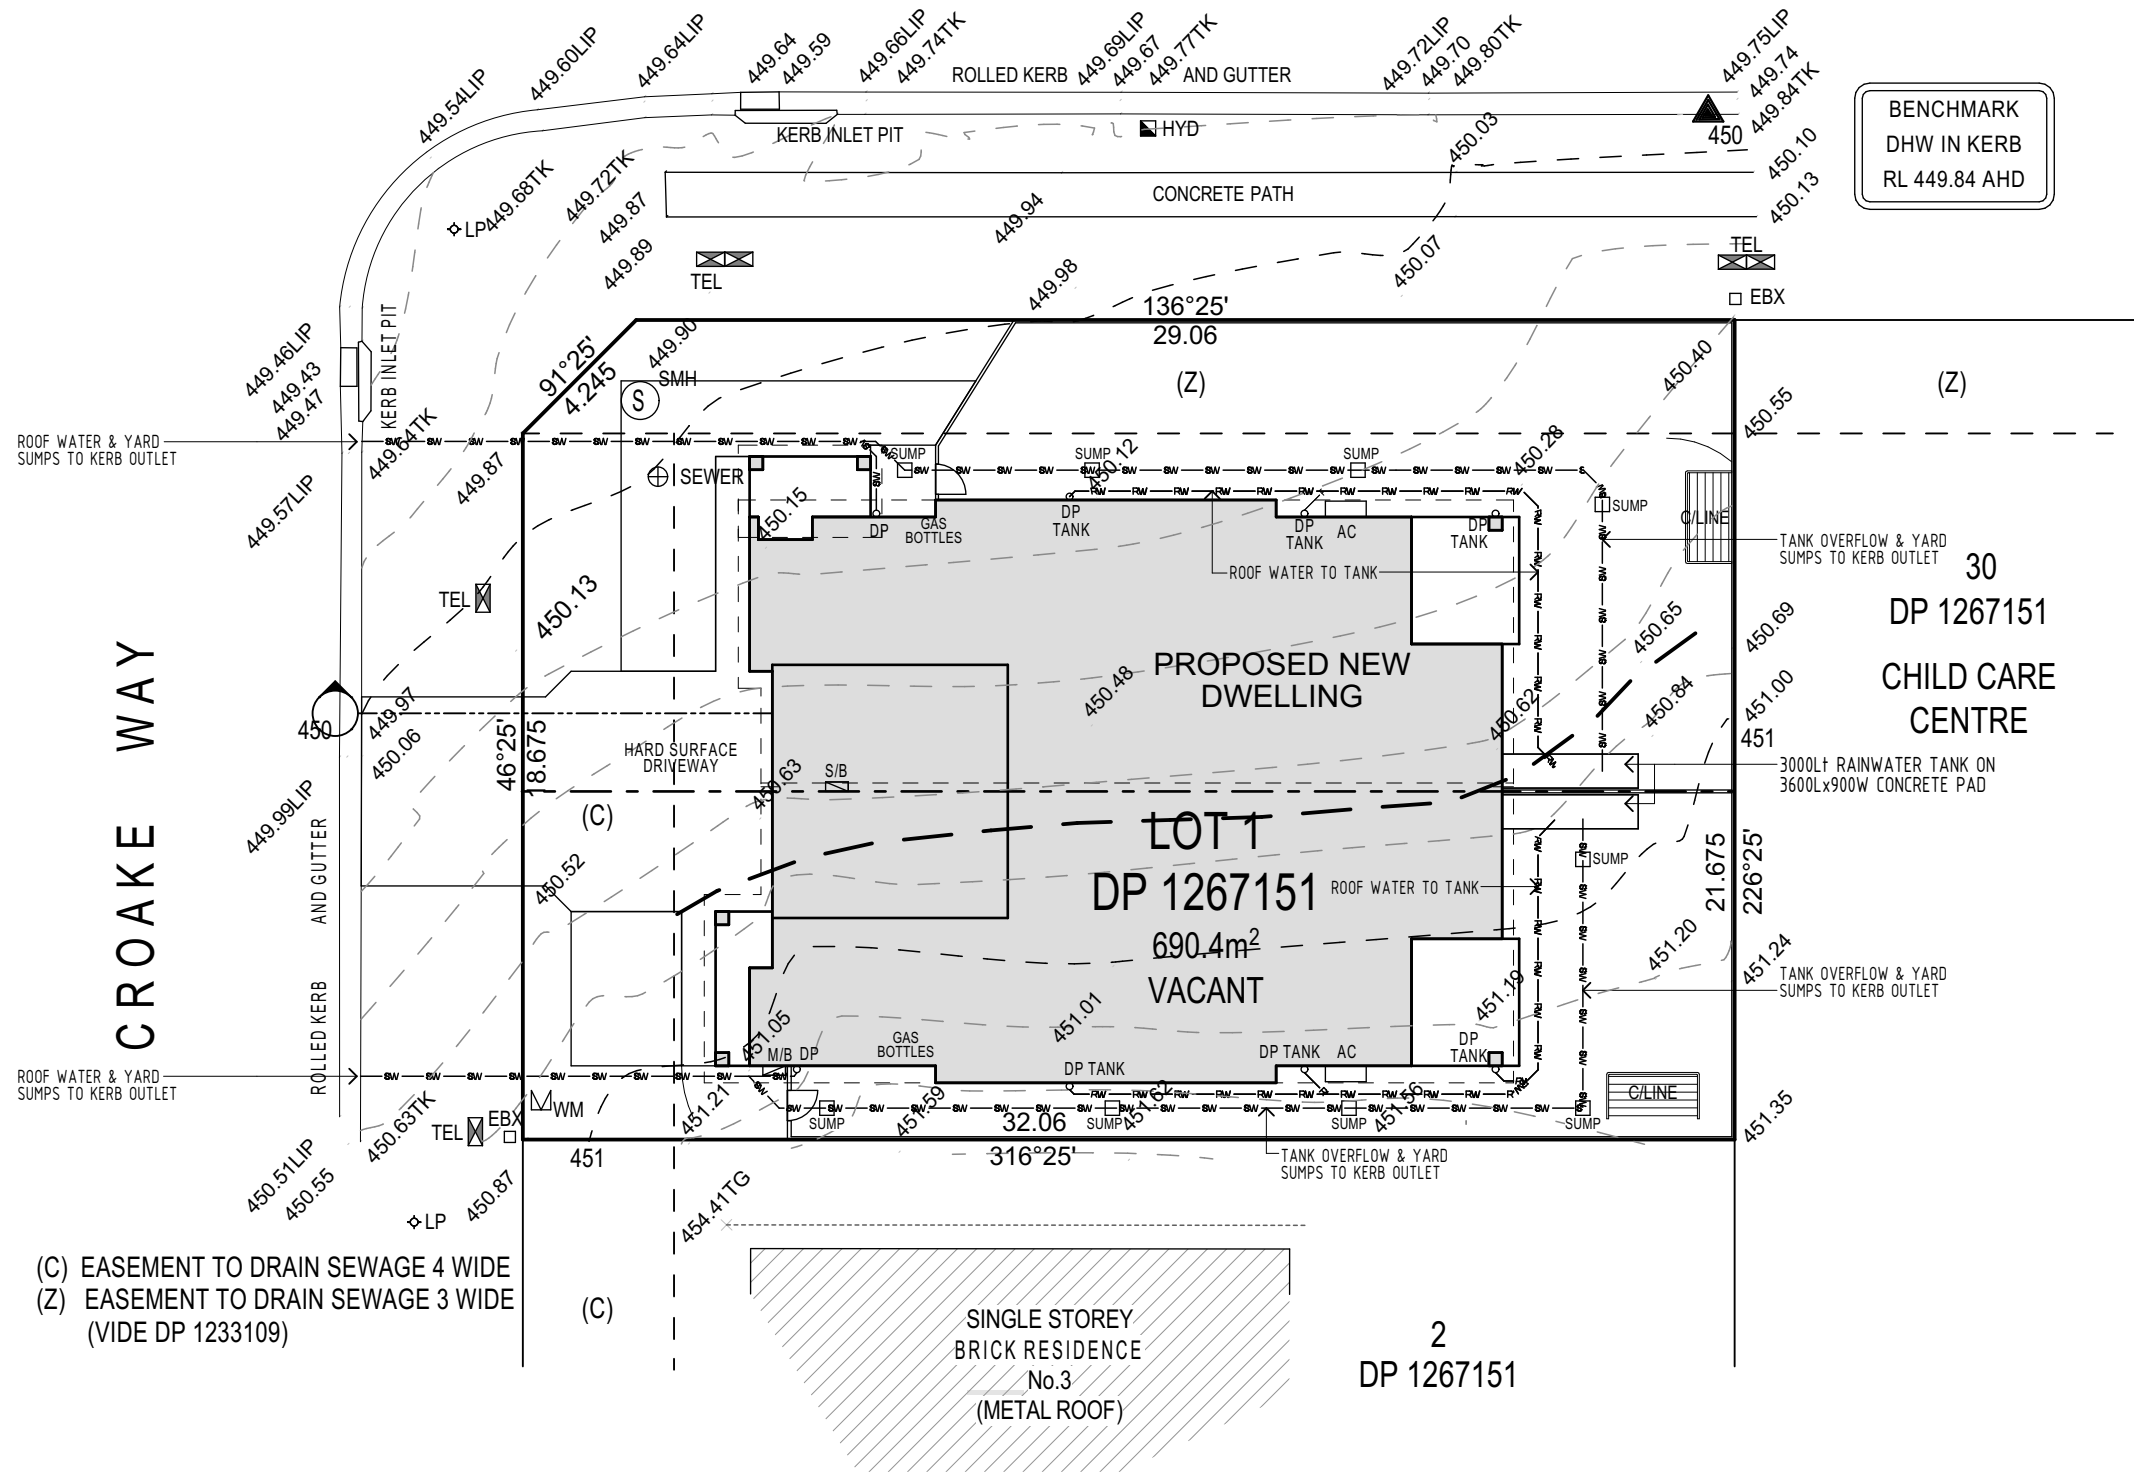 449.54LIP
449.60LIP
449.64LIP
449.64
449.59
449.66LIP
449.74TK
ROLLED KERB
449.69LIP
449.67
449.77TK
AND GUTTER
449.72LIP
449.70
449.80TK
449.75LIP
449.74
449.84TK
KERB INLET PIT
HYD
450
450.03
450.10
450.13
BENCHMARK
DHW IN KERB
RL 449.84 AHD
LP
449.68TK
449.72TK
449.87
449.89
CONCRETE PATH
449.94
449.98
450.07
TEL
TEL
EBX
136°25'
29.06
449.46LIP
449.43
449.47
KERB INLET PIT
91°25'
4.245
449.90
SMH
S
(Z)
450.40
(Z)
450.55
ROOF WATER & YARD
SUMPS TO KERB OUTLET
449.64TK
449.87
449.57LIP
SEWER
SUMP
SUMP
SUMP
450.12
450.28
SUMP
C/LINE
450.15
DP
GAS
BOTTLES
DP
TANK
DP
TANK
AC
DP
TANK
ROOF WATER TO TANK
TANK OVERFLOW & YARD
SUMPS TO KERB OUTLET
30
DP 1267151
CHILD CARE
CENTRE
TEL
450.13
450.65
450.69
PROPOSED NEW
DWELLING
450.48
450.62
450.84
451.00
451
CROAKE WAY
450
449.97
450.06
46°25'
18.675
HARD SURFACE
DRIVEWAY
S/B
450.63
3000Lt RAINWATER TANK ON
3600Lx900W CONCRETE PAD
449.99LIP
(C)
LOT 1
DP 1267151
690.4m2
VACANT
ROOF WATER TO TANK
SUMP
21.675
226°25'
450.52
ROLLED KERB AND GUTTER
451.20
451.24
451.19
TANK OVERFLOW & YARD
SUMPS TO KERB OUTLET
451.01
451.05
M/B DP
GAS
BOTTLES
DP TANK
DP TANK
AC
DP
TANK
ROOF WATER & YARD
SUMPS TO KERB OUTLET
450.63TK
TEL
EBX
WM
451.21
SUMP
451.59
32.06
316°25'
SUMP
451.62
SUMP
451.56
SUMP
C/LINE
451.35
451
TANK OVERFLOW & YARD
SUMPS TO KERB OUTLET
450.51LIP
450.55
LP
450.87
454.41TG
(C) EASEMENT TO DRAIN SEWAGE 4 WIDE
(Z) EASEMENT TO DRAIN SEWAGE 3 WIDE
(VIDE DP 1233109)
(C)
SINGLE STOREY
BRICK RESIDENCE
No.3
(METAL ROOF)
2
DP 1267151